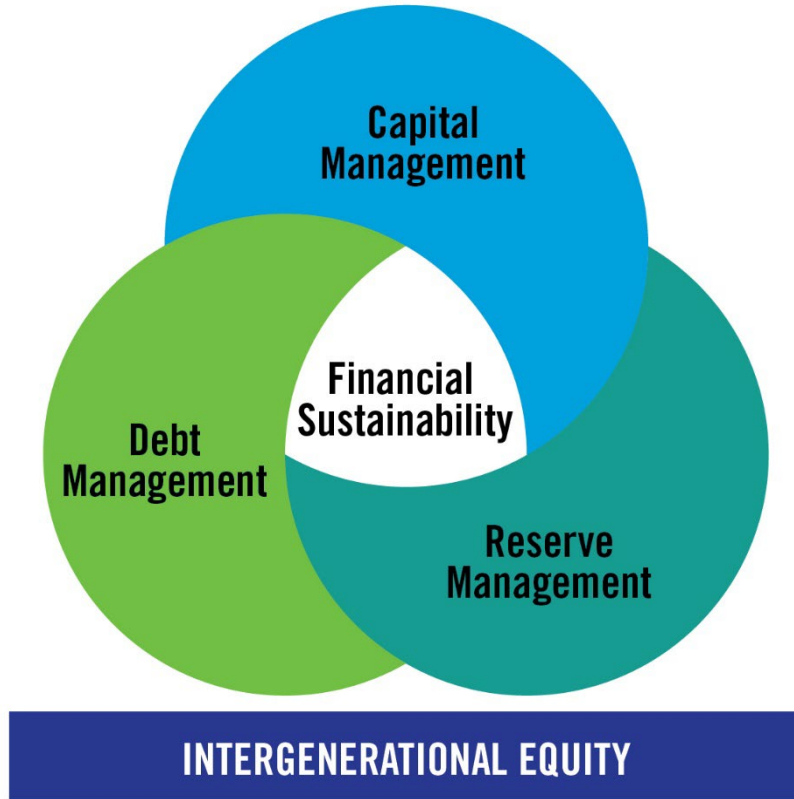 Capital
Management
Financial
Sustainability
Debt
Management
Reserve
Management
INTERGENERATIONAL EQUITY